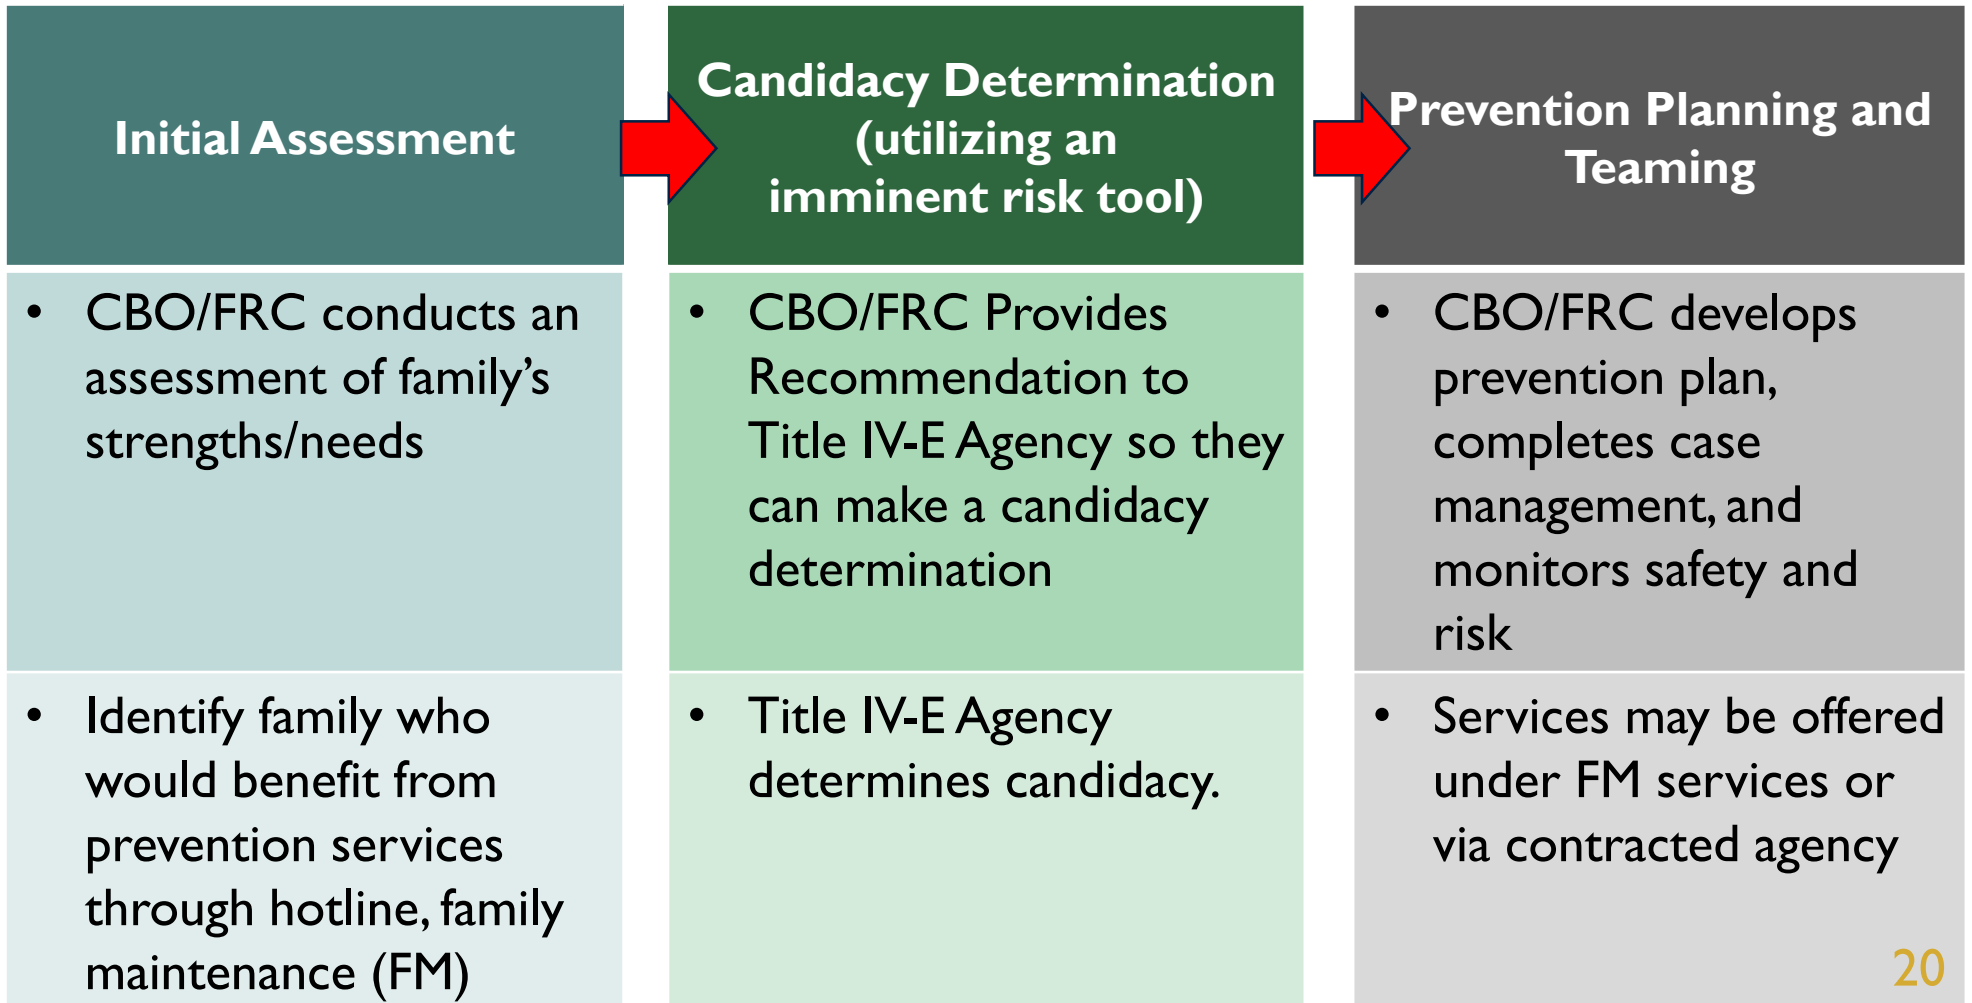 Initial Assessment
Candidacy Determination
(utilizing an
imminent risk tool)
Prevention Planning and
Teaming
• CBO/FRC conducts an
assessment of family’s
strengths/needs
• CBO/FRC Provides
Recommendation to
Title IV-E Agency so they
can make a candidacy
determination
• CBO/FRC develops
prevention plan,
completes case
management, and
monitors safety and
risk
• Identify family who
would benefit from
prevention services
through hotline, family
maintenance (FM)
• Title IV-E Agency
determines candidacy.
• Services may be offered
under FM services or
via contracted agency
20